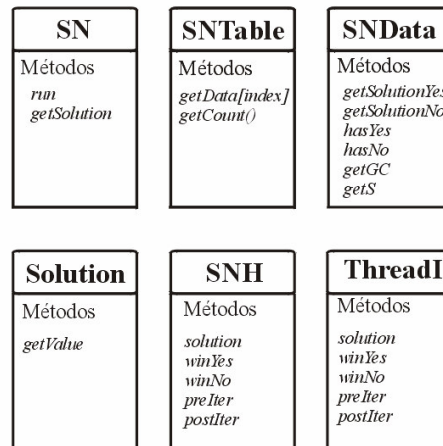 SN
Métodos
run
getSolution
SNTable
Métodos
getData[index]
getCount()
SNData
Métodos
getSolutionYes
getSolutionNo
hasYes
hasNo
getGC
getS
Solution
Métodos
getValue
SNH
Métodos
solution
winYes
winNo
preIter
postIter
Métodos
solution
winYes
winNo
preIter
postIter